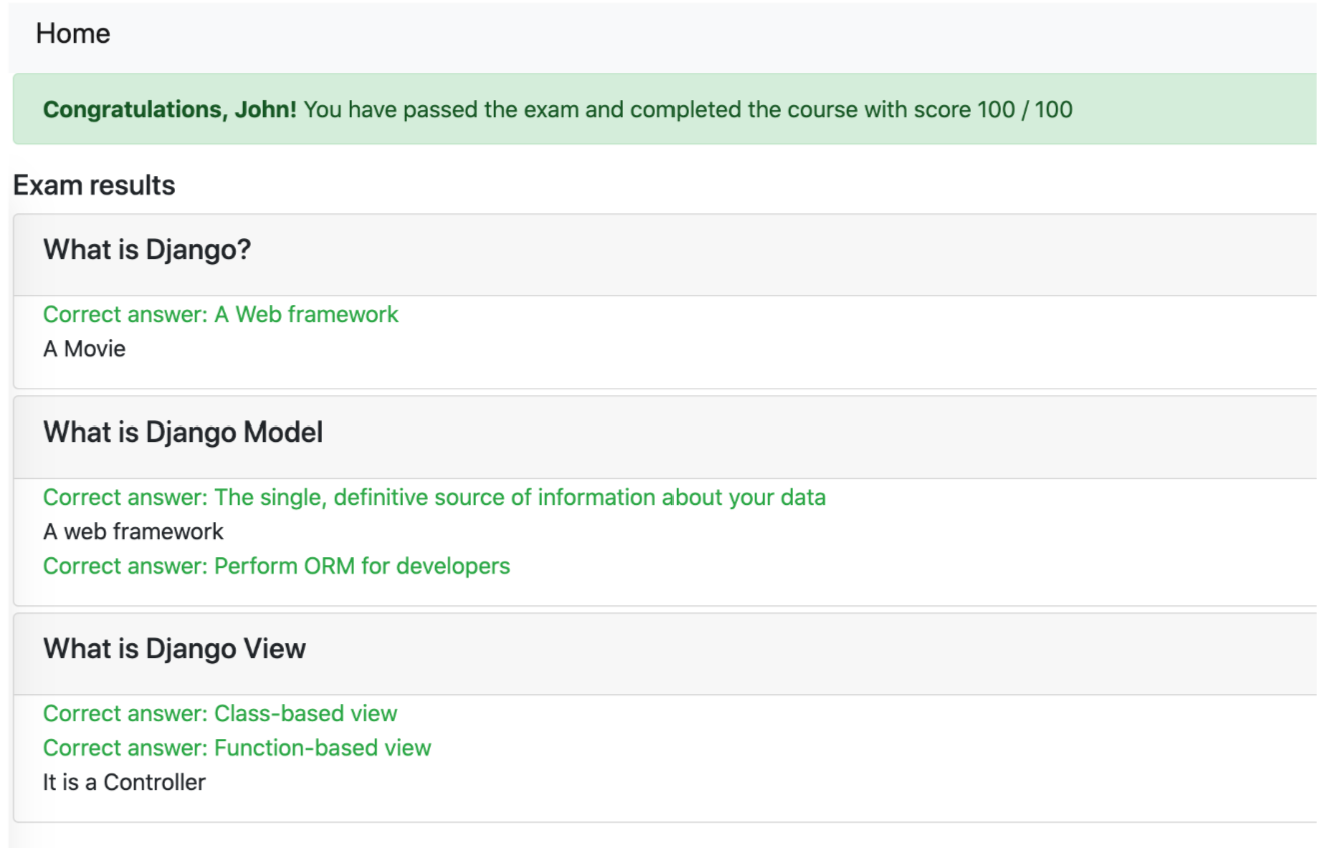 Home
Congratulations, John! You have passed the exam and completed the course with score 100 / 100
Exam results
What is Django?
Correct answer: A Web framework
A Movie
What is Django Model
Correct answer: The single, definitive source of information about your data
A web framework
Correct answer: Perform ORM for developers
What is Django View
Correct answer: Class-based view
Correct answer: Function-based view
It is a Controller